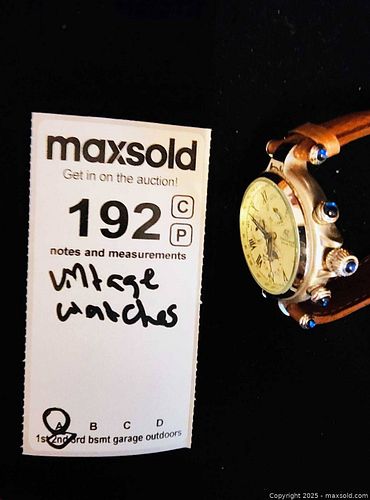 maxsold
Get in on the auction!
192
C
P
notes and measurements
vintage
watches
A B C D
1st 2nd 3rd bsmt garage outdoors
Copyright 2025 - maxsold.com